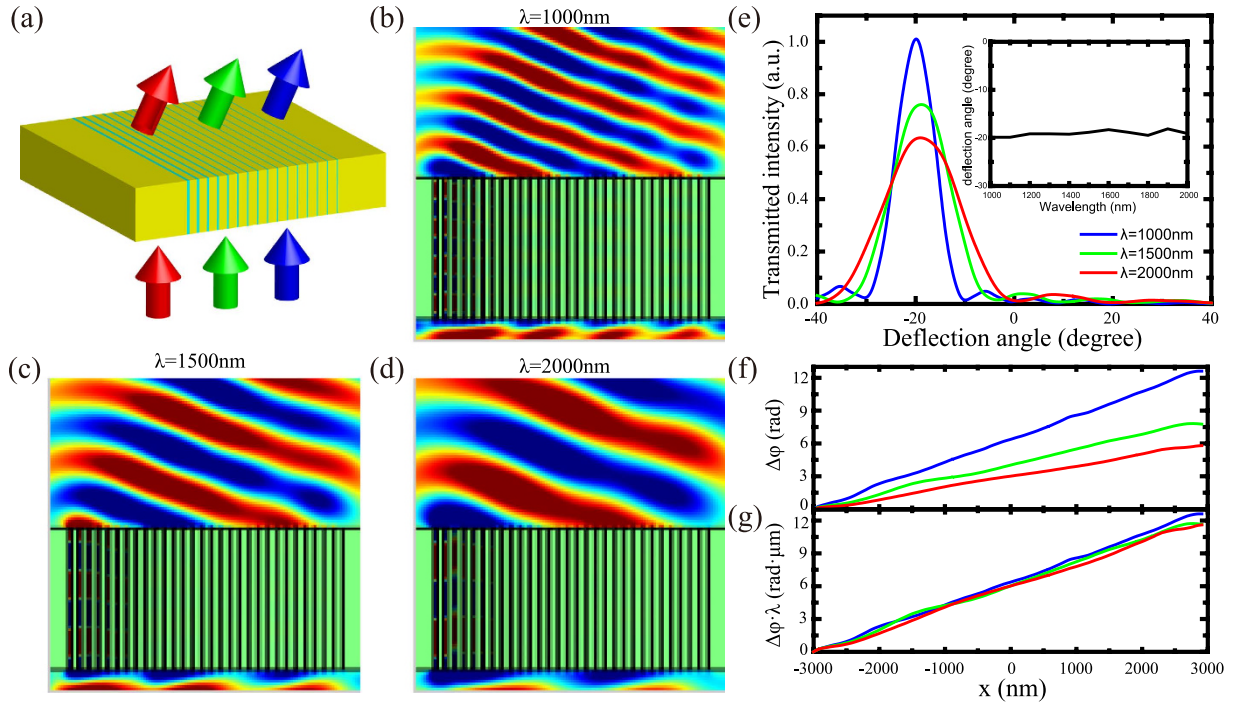 (a)
(b)
λ=1000nm
(e)
Transmitted intensity (a.u.)
1.0
0.8
0.6
0.4
0.2
0.0
-40
-20
0
20
40
Deflection angle (degree)
deflection angle (degree)
0
-10
-20
-30
1000
1200
1400
1600
1800
2000
Wavelength (nm)
λ=1000nm
λ=1500nm
λ=2000nm
(c)
λ=1500nm
(d)
λ=2000nm
(f)
Δφ (rad)
12
9
6
3
0
(g)
Δφ·λ (rad·μm)
12
9
6
3
0
-3000
-2000
-1000
0
1000
2000
3000
x (nm)